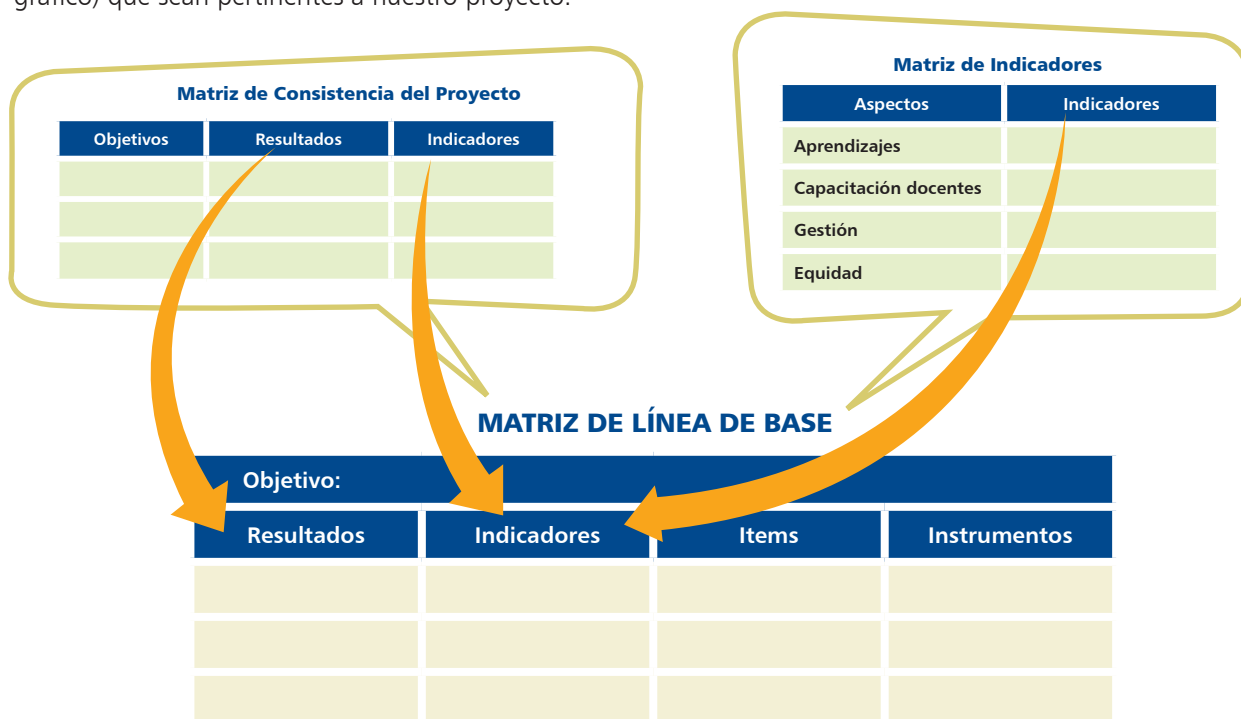 gráfico) que sean pertinentes a nuestro proyecto.
Matriz de Consistencia del Proyecto
Objetivos Resultados Indicadores
Matriz de Indicadores
Aspectos Indicadores
Aprendizajes
Capacitación docentes
Gestión
Equidad
MATRIZ DE LÍNEA DE BASE
Objetivo:
Resultados Indicadores Items Instrumentos